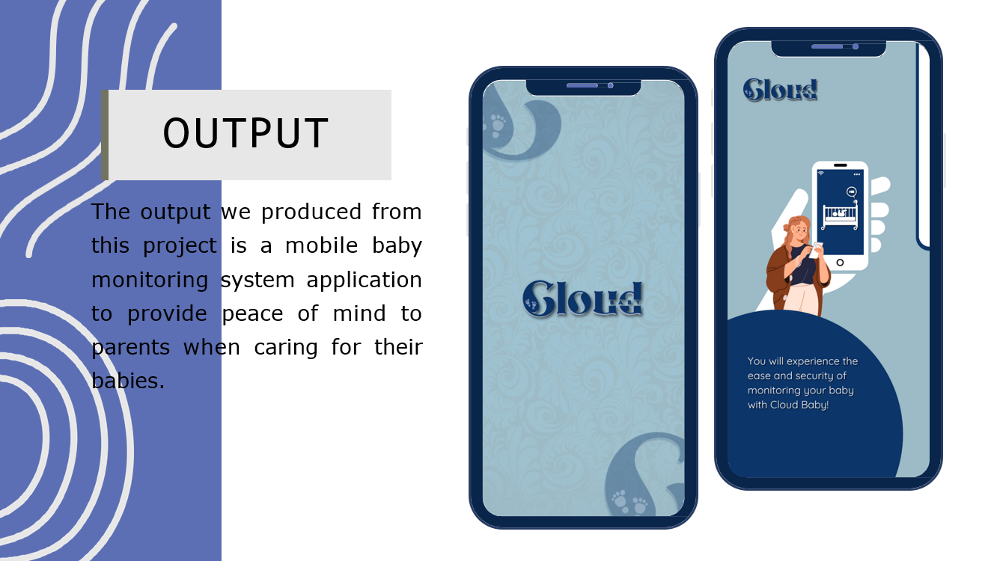 OUTPUT
The output we produced from
this project is a mobile baby
monitoring system application
to provide peace of mind to
parents when caring for their
babies.
Cloud
BABY
Cloud
You will experience the
ease and security of
monitoring your baby
with Cloud Baby!